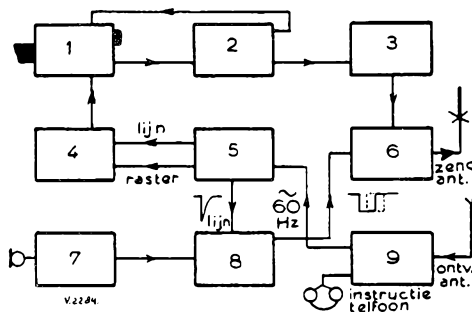 1
2
3
lijn
4
5
6
raster
zend
ant.
lijn
~
60
Hz
7
8
9
ontv.
ant.
instructie
telfoon
V.2284.